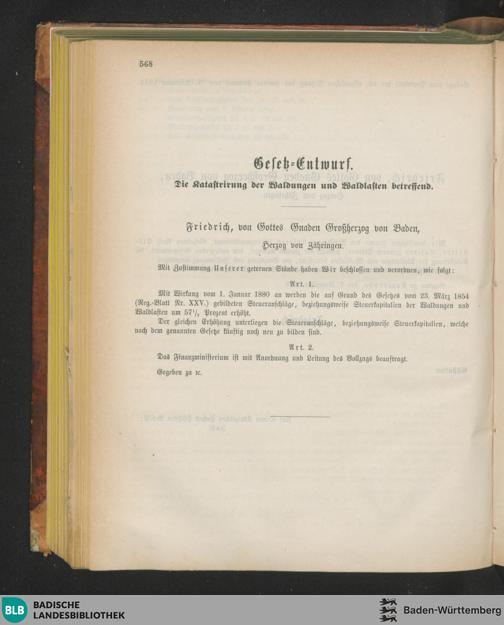 568
Gesetz-Entwurf.
Die Katastrirung der Waldungen und Waldlasten betreffend.
Friedrich, von Gottes Gnaden Großherzog von Baden,
Herzog von Zähringen.
Mit Zustimmung Unserer getreuen Stände haben Wir beschlossen und verordnen, wie folgt:
Art. 1.
Mit Wirkung vom 1. Januar 1880 an werden die auf Grund des Gesetzes vom 23. März 1854
(Reg.-Blatt Nr. XXV.) gebildeten Steueranschläge, beziehungsweise Steuerkapitalien der Waldungen und
Waldlasten um 57 1/2 Prozent erhöht.
Der gleichen Erhöhung unterliegen die Steueranschläge, beziehungsweise Steuerkapitalien, welche
nach dem genannten Gesetze künftig noch neu zu bilden sind.
Art. 2.
Das Finanzministerium ist mit Anordnung und Leitung des Vollzugs beauftragt.
Gegeben zu ꝛc.
BLB
BADISCHE
LANDESBIBLIOTHEK
Baden-Württemberg